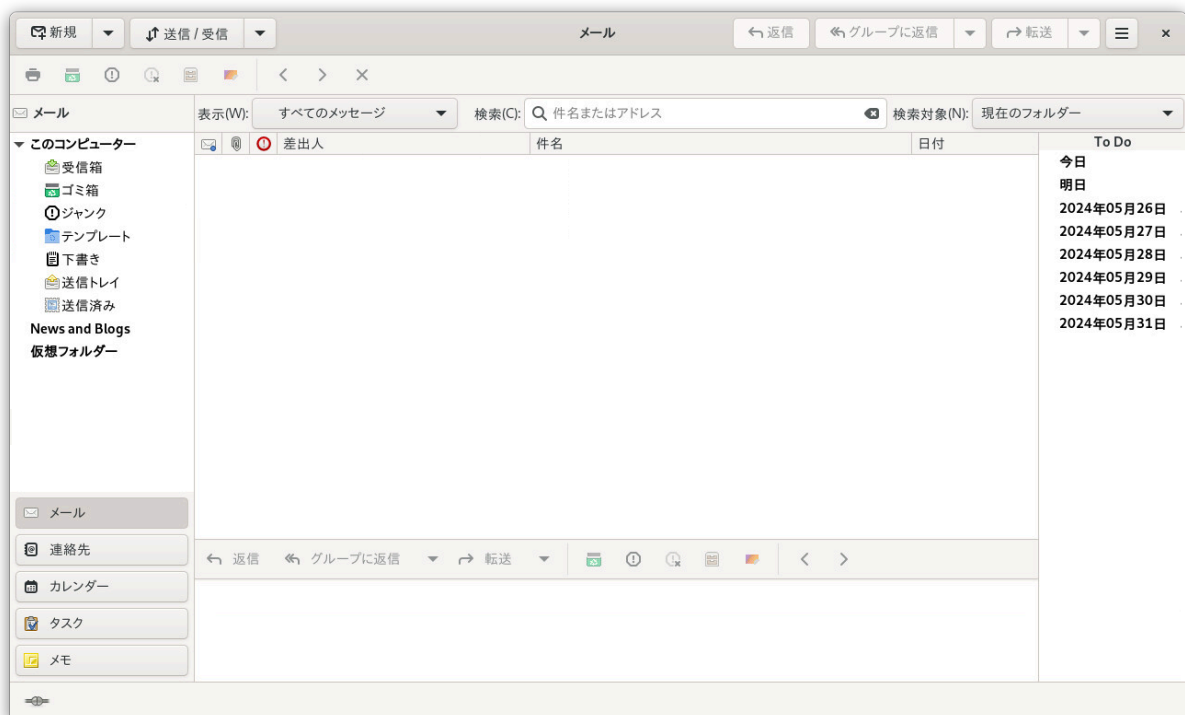 新規 送信 / 受信 メール 返信 グループに返信 転送
メール 表示(W): すべてのメッセージ 検索(C): 件名またはアドレス 検索対象(N): 現在のフォルダー
このコンピューター
受信箱
ゴミ箱
ジャンク
テンプレート
下書き
送信トレイ
送信済み
News and Blogs
仮想フォルダー
差出人 件名 日付
To Do
今日
明日
2024年05月26日
2024年05月27日
2024年05月28日
2024年05月29日
2024年05月30日
2024年05月31日
メール
連絡先
カレンダー
タスク
メモ
返信 グループに返信 転送